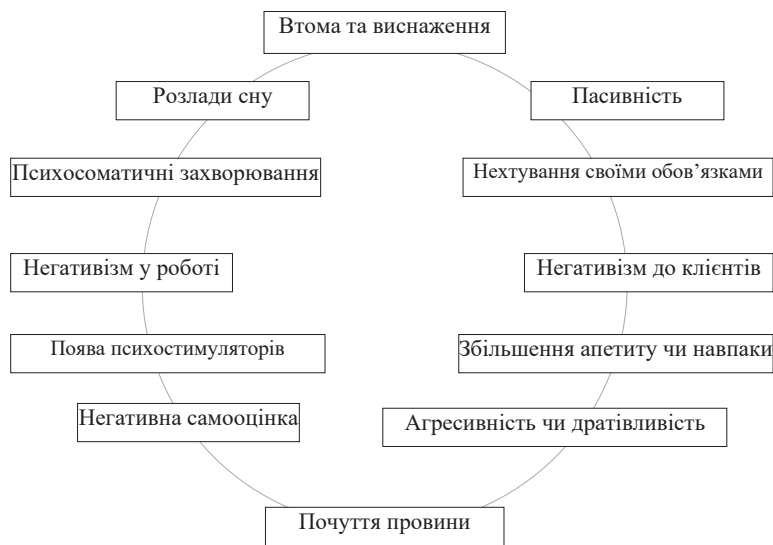 Втома та виснаження
Розлади сну
Пасивність
Психосоматичні захворювання
Нехтування своїми обов’язками
Негативізм у роботі
Негативізм до клієнтів
Поява психостимуляторів
Збільшення апетиту чи навпаки
Негативна самооцінка
Агресивність чи дратівливість
Почуття провини